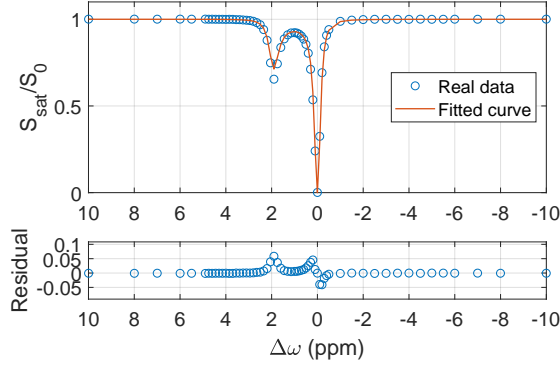 1
0.5
0
S_sat/S_0
Real data
Fitted curve
10 8 6 4 2 0 -2 -4 -6 -8 -10
0.1
0.05
0
-0.05
Residual
10 8 6 4 2 0 -2 -4 -6 -8 -10
Δω (ppm)